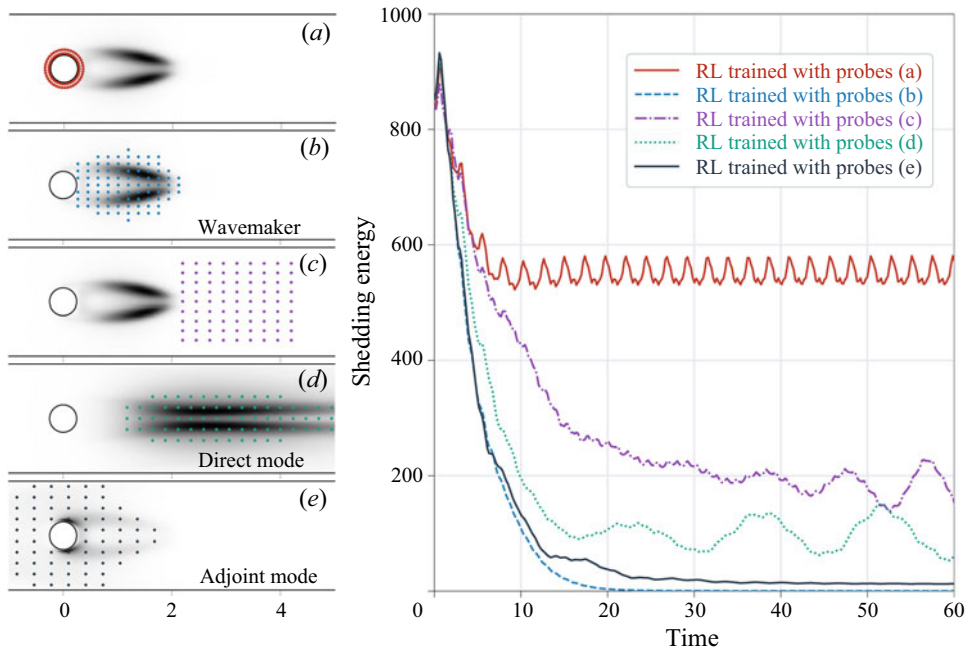 (a)
(b)
Wavemaker
(c)
(d)
Direct mode
(e)
Adjoint mode
0 2 4
1000
800
600
400
200
0 10 20 30 40 50 60
Shedding energy
Time
RL trained with probes (a)
RL trained with probes (b)
RL trained with probes (c)
RL trained with probes (d)
RL trained with probes (e)